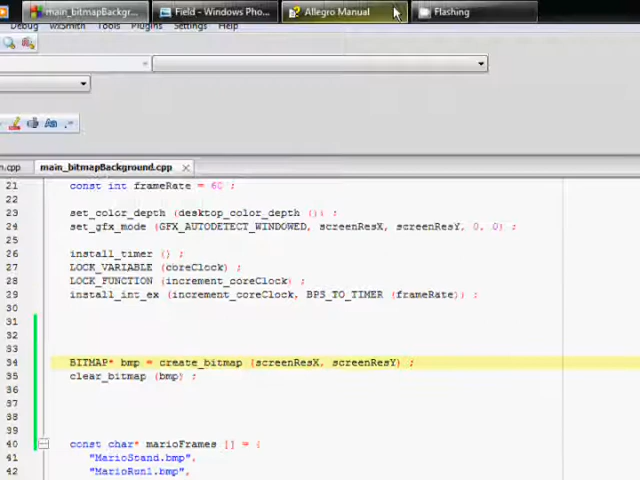 main_bitmapBackgr... Field - Windows Pho... Allegro Manual Flashing
Debug wxSmith Tools Plugins Settings Help
main_bitmapBackground.cpp
21 const int frameRate = 60 ;
22
23 set_color_depth (desktop_color_depth ()) ;
24 set_gfx_mode (GFX_AUTODETECT_WINDOWED, screenResX, screenResY, 0, 0) ;
25
26 install_timer () ;
27 LOCK_VARIABLE (coreClock) ;
28 LOCK_FUNCTION (increment_coreClock) ;
29 install_int_ex (increment_coreClock, BPS_TO_TIMER (frameRate)) ;
30
31
32
33
34 BITMAP* bmp = create_bitmap (screenResX, screenResY) ;
35 clear_bitmap (bmp) ;
36
37
38
39
40 const char* marioFrames [] = {
41 "MarioStand.bmp",
42 "MarioRun1.bmp",